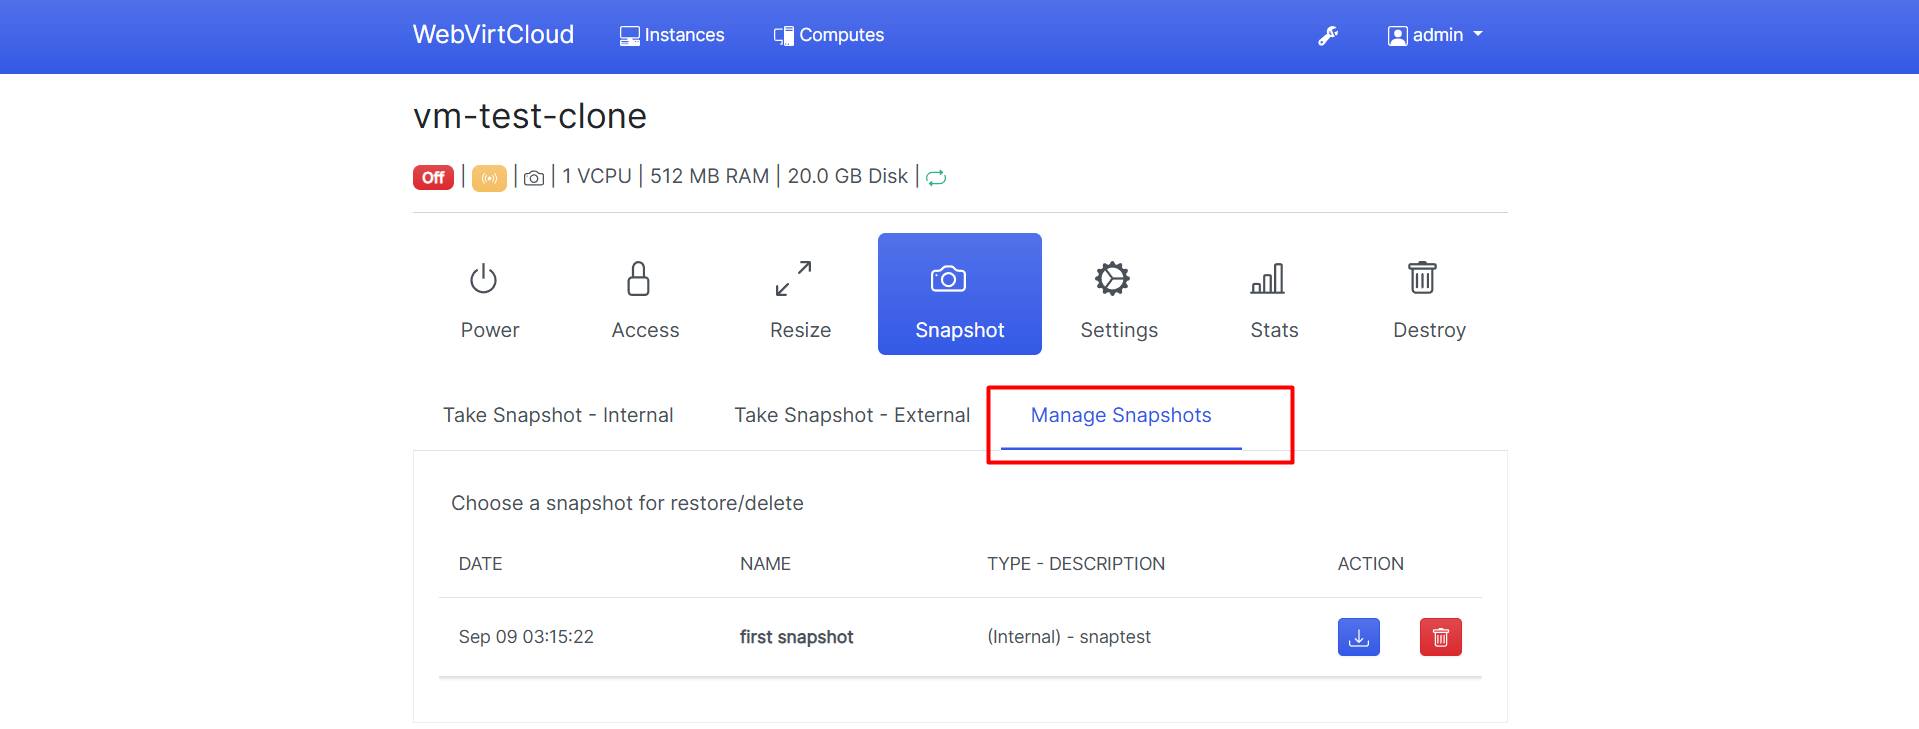 WebVirtCloud Instances Computes admin
vm-test-clone
Off | | | 1 VCPU | 512 MB RAM | 20.0 GB Disk |
Power Access Resize Snapshot Settings Stats Destroy
Take Snapshot - Internal Take Snapshot - External Manage Snapshots
Choose a snapshot for restore/delete
DATE NAME TYPE - DESCRIPTION ACTION
Sep 09 03:15:22 first snapshot (Internal) - snaptest